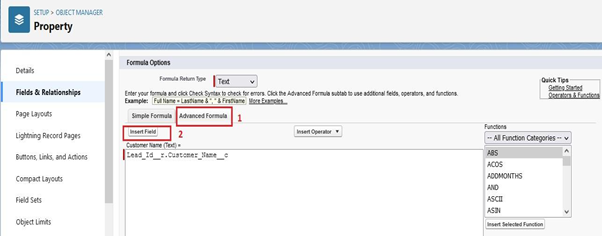 SETUP > OBJECT MANAGER
Property
Details
Fields & Relationships
Page Layouts
Lightning Record Pages
Buttons, Links, and Actions
Compact Layouts
Field Sets
Object Limits
Formula Options
Formula Return Type Text
Quick Tips
Getting Started
Operators & Functions
Enter your formula and click Check Syntax to check for errors. Click the Advanced Formula subtab to use additional fields, operators, and functions.
Example: Full Name = LastName & ", " & FirstName More Examples...
Simple Formula Advanced Formula 1
Insert Field 2 Insert Operator ▼
Customer Name (Text) =
Lead_Id__r.Customer_Name__c
Functions
-- All Function Categories --
ABS
ACOS
ADDMONTHS
AND
ASCII
ASIN
Insert Selected Function